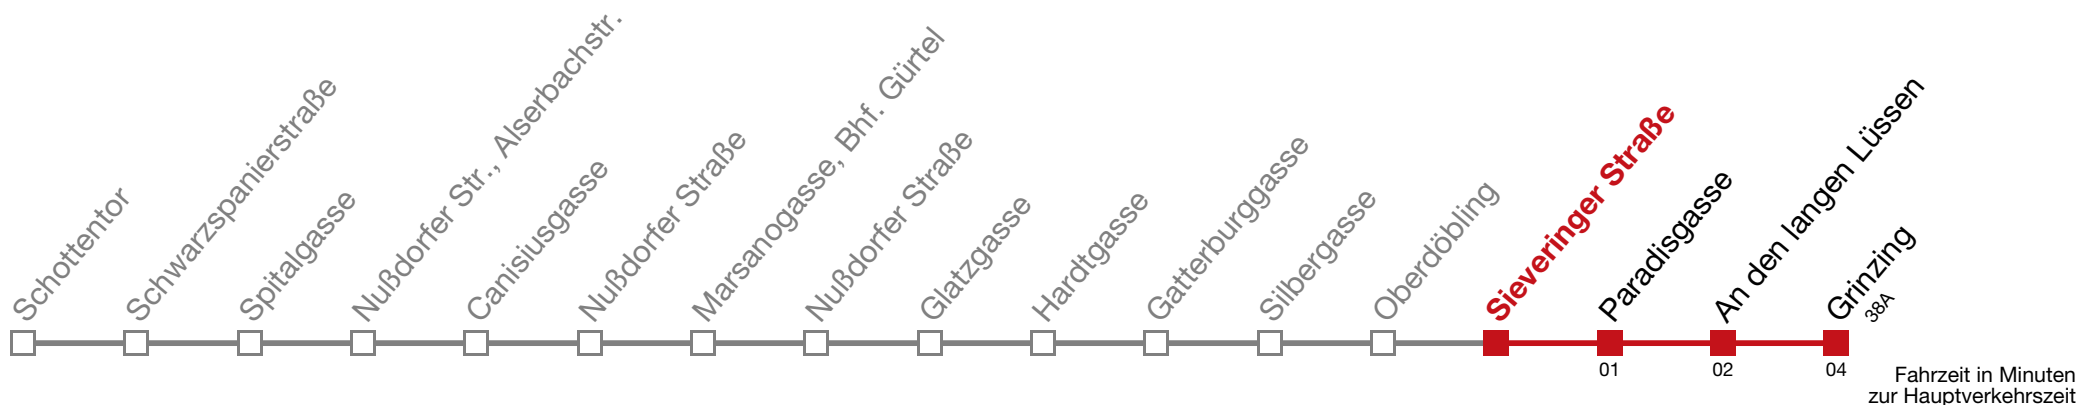 Schottentor
Schwarzspanierstraße
Spitalgasse
Nußdorfer Str., Alserbachstr.
Canisiusgasse
Nußdorfer Straße
Marsanogasse, Bhf. Gürtel
Nußdorfer Straße
Glatzgasse
Hardtgasse
Gatterburggasse
Silbergasse
Oberdöbling
Sieveringer Straße
Paradisgasse
An den langen Lüssen
Grinzing
38A
01
02
04
Fahrzeit in Minuten
zur Hauptverkehrszeit